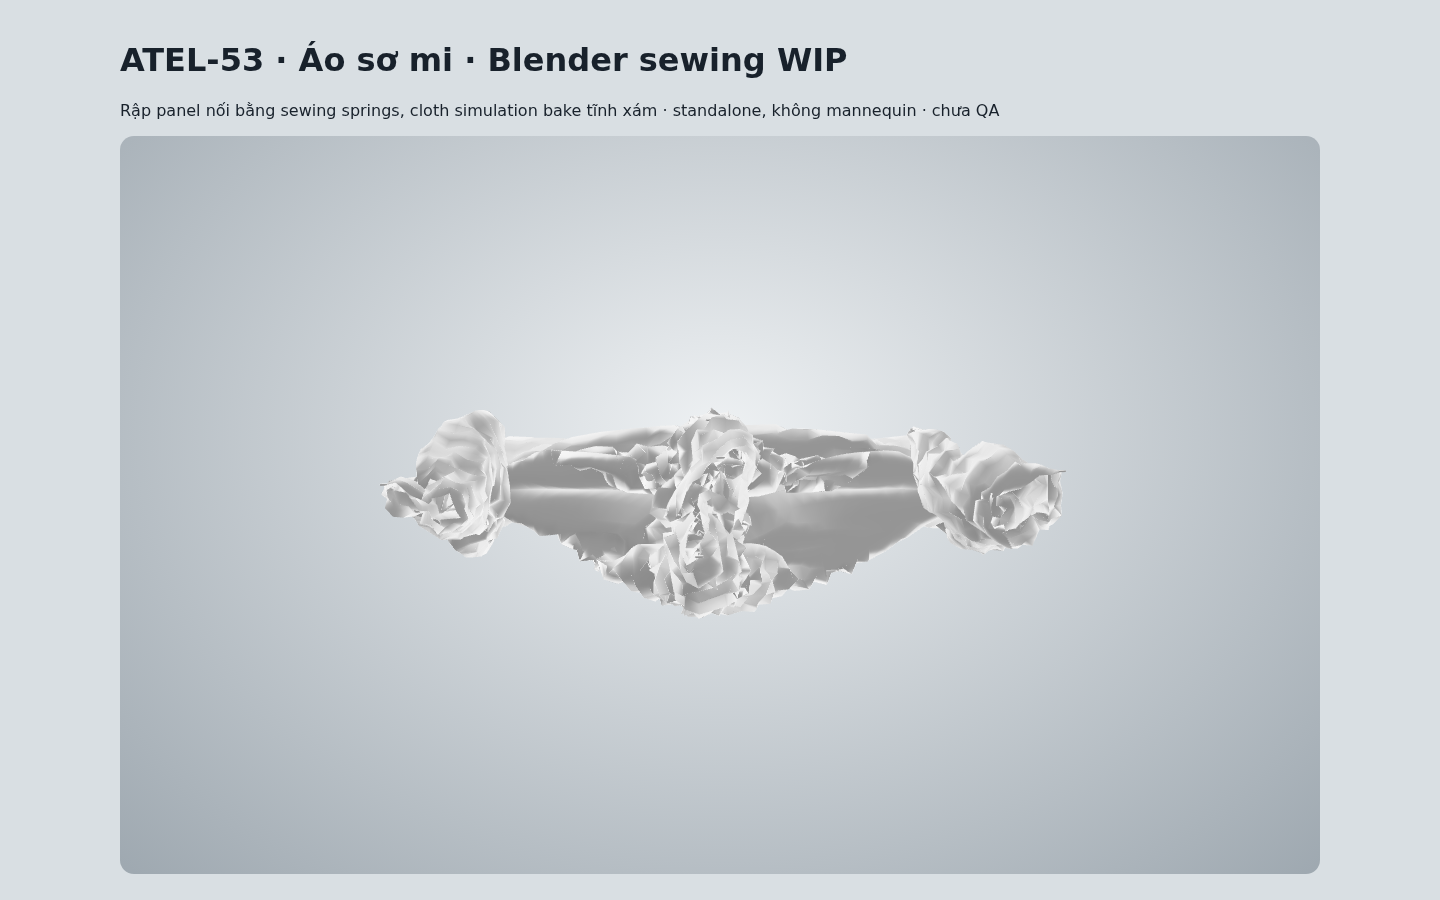 ATEL-53 · Áo sơ mi · Blender sewing WIP
Rập panel nối bằng sewing springs, cloth simulation bake tĩn xám · standalone, không mannequin · chưa QA